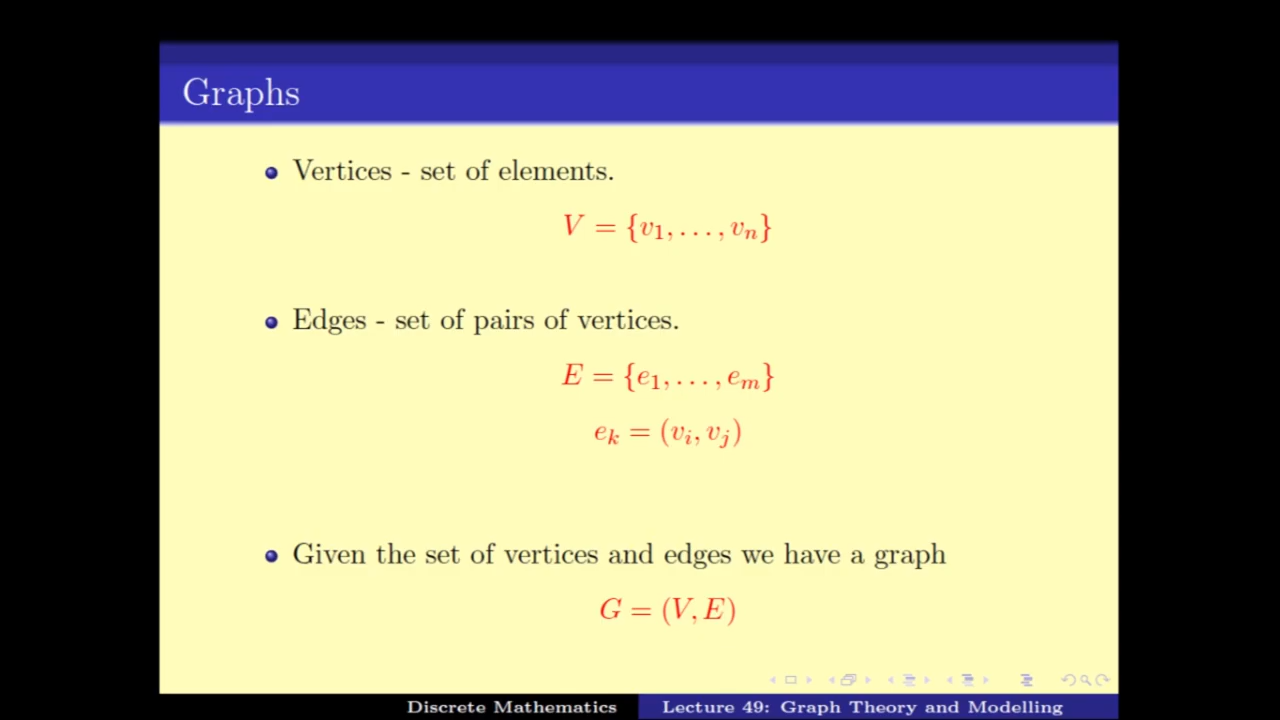 Graphs
Vertices - set of elements.
V = {v₁, . . . , vₙ}
Edges - set of pairs of vertices.
E = {e₁, . . . , eₘ}
eₖ = (vᵢ, vⱼ)
Given the set of vertices and edges we have a graph
G = (V, E)
Discrete Mathematics
Lecture 49: Graph Theory and Modelling